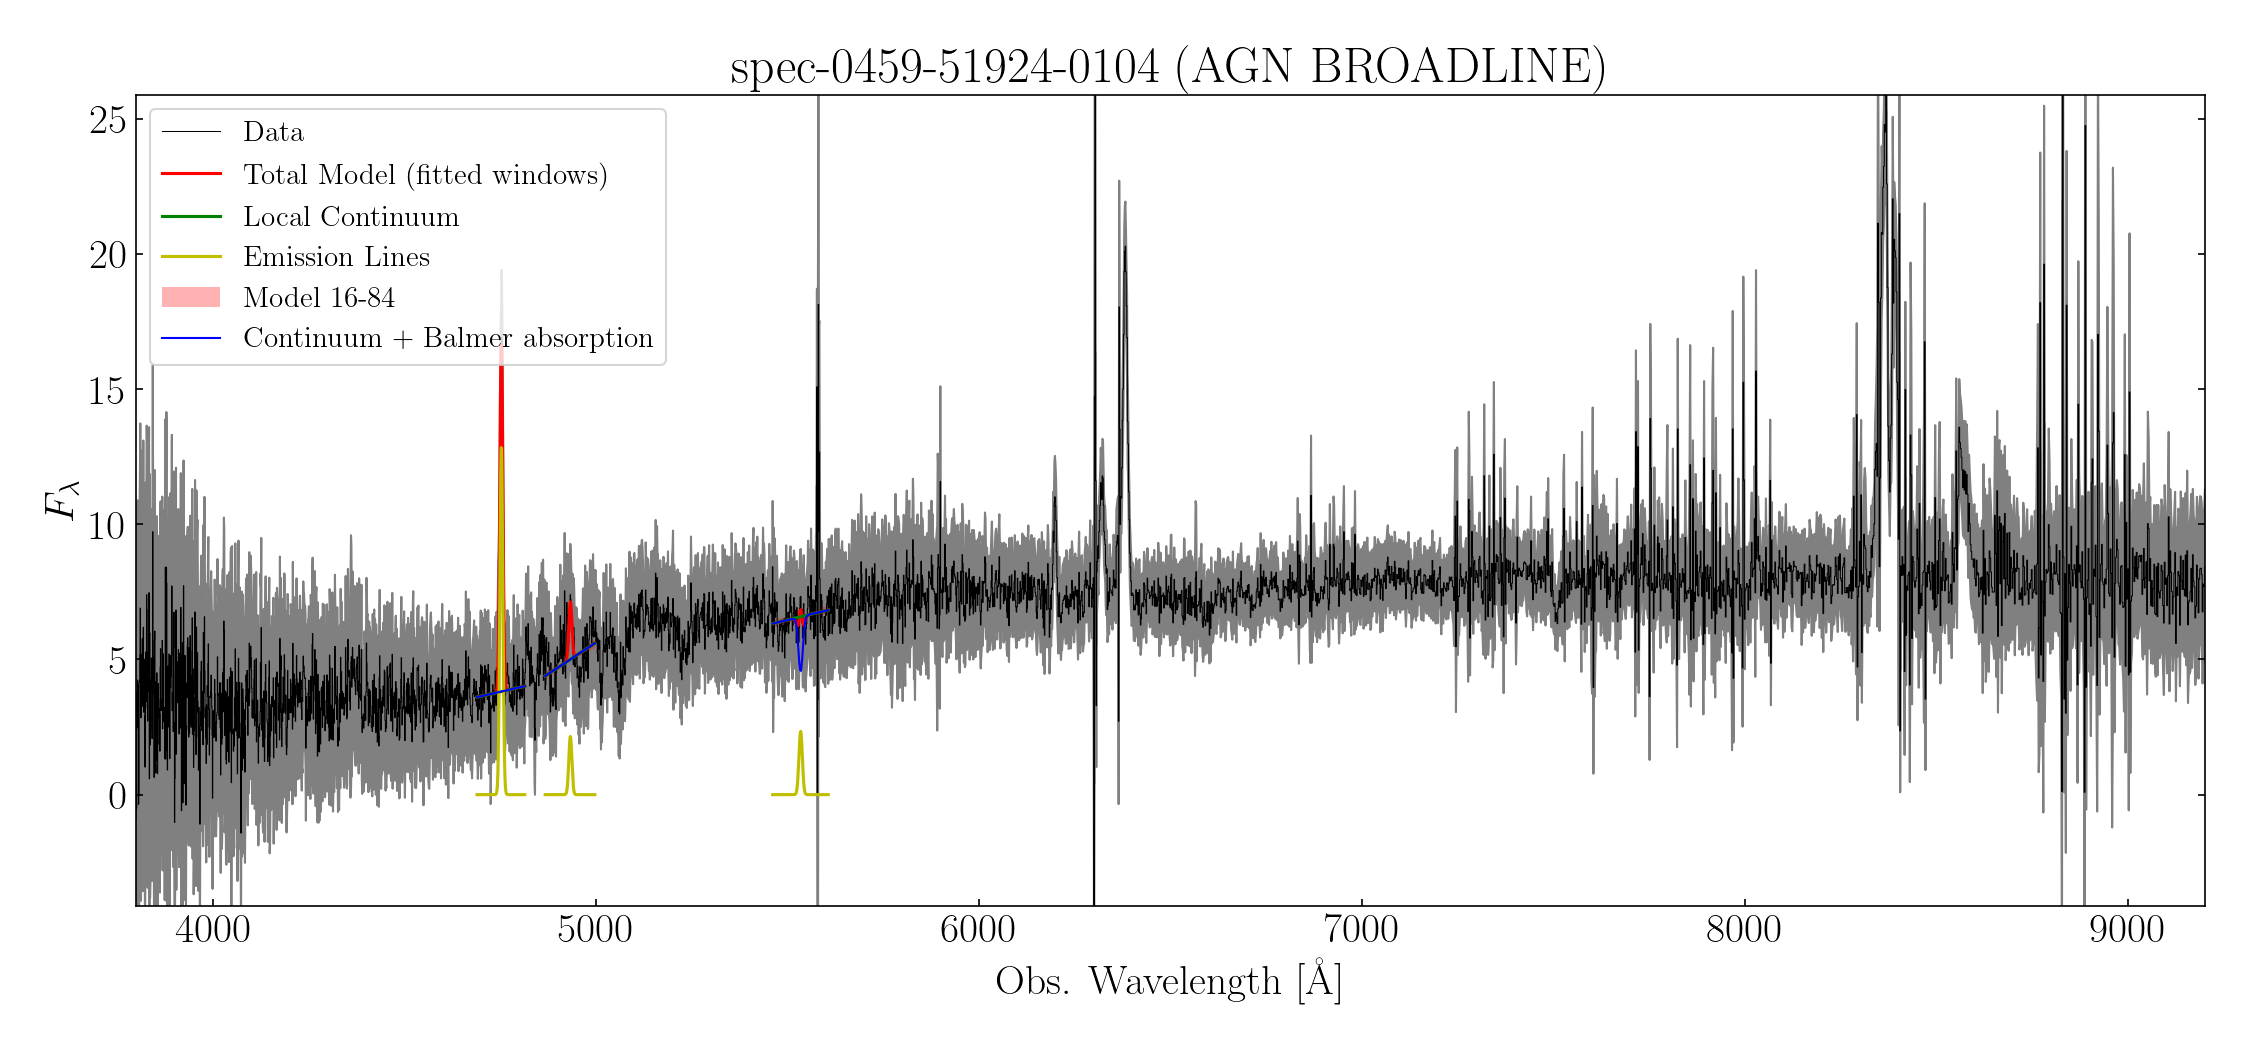 spec-0459-51924-0104 (AGN BROADLINE)
Data
Total Model (fitted windows)
Local Continuum
Emission Lines
Model 16-84
Continuum + Balmer absorption
25
20
15
10
5
0
Fλ
4000 5000 6000 7000 8000 9000
Obs. Wavelength [Å]